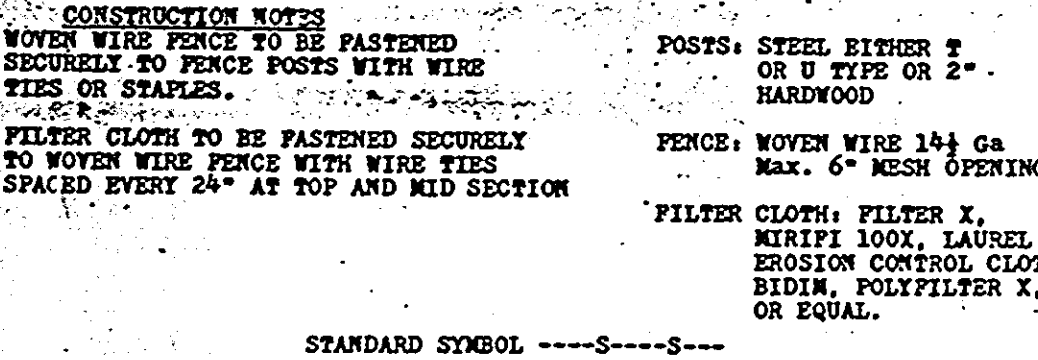 CONSTRUCTION NOTES
WOVEN WIRE FENCE TO BE FASTENED
SECURELY TO FENCE POSTS WITH WIRE
TIES OR STAPLES.
FILTER CLOTH TO BE FASTENED SECURELY
TO WOVEN WIRE FENCE WITH WIRE TIES
SPACED EVERY 24" AT TOP AND MID SECTION
POSTS: STEEL EITHER T
OR U TYPE OR 2"
HARDWOOD
FENCE: WOVEN WIRE 14½ Ga
Max. 6" MESH OPENING
FILTER CLOTH: FILTER X,
MIRIFI 100X, LAUREL
EROSION CONTROL CLOT
BIDIM, POLYFILTER X,
OR EQUAL.
STANDARD SYMBOL ----S----S---